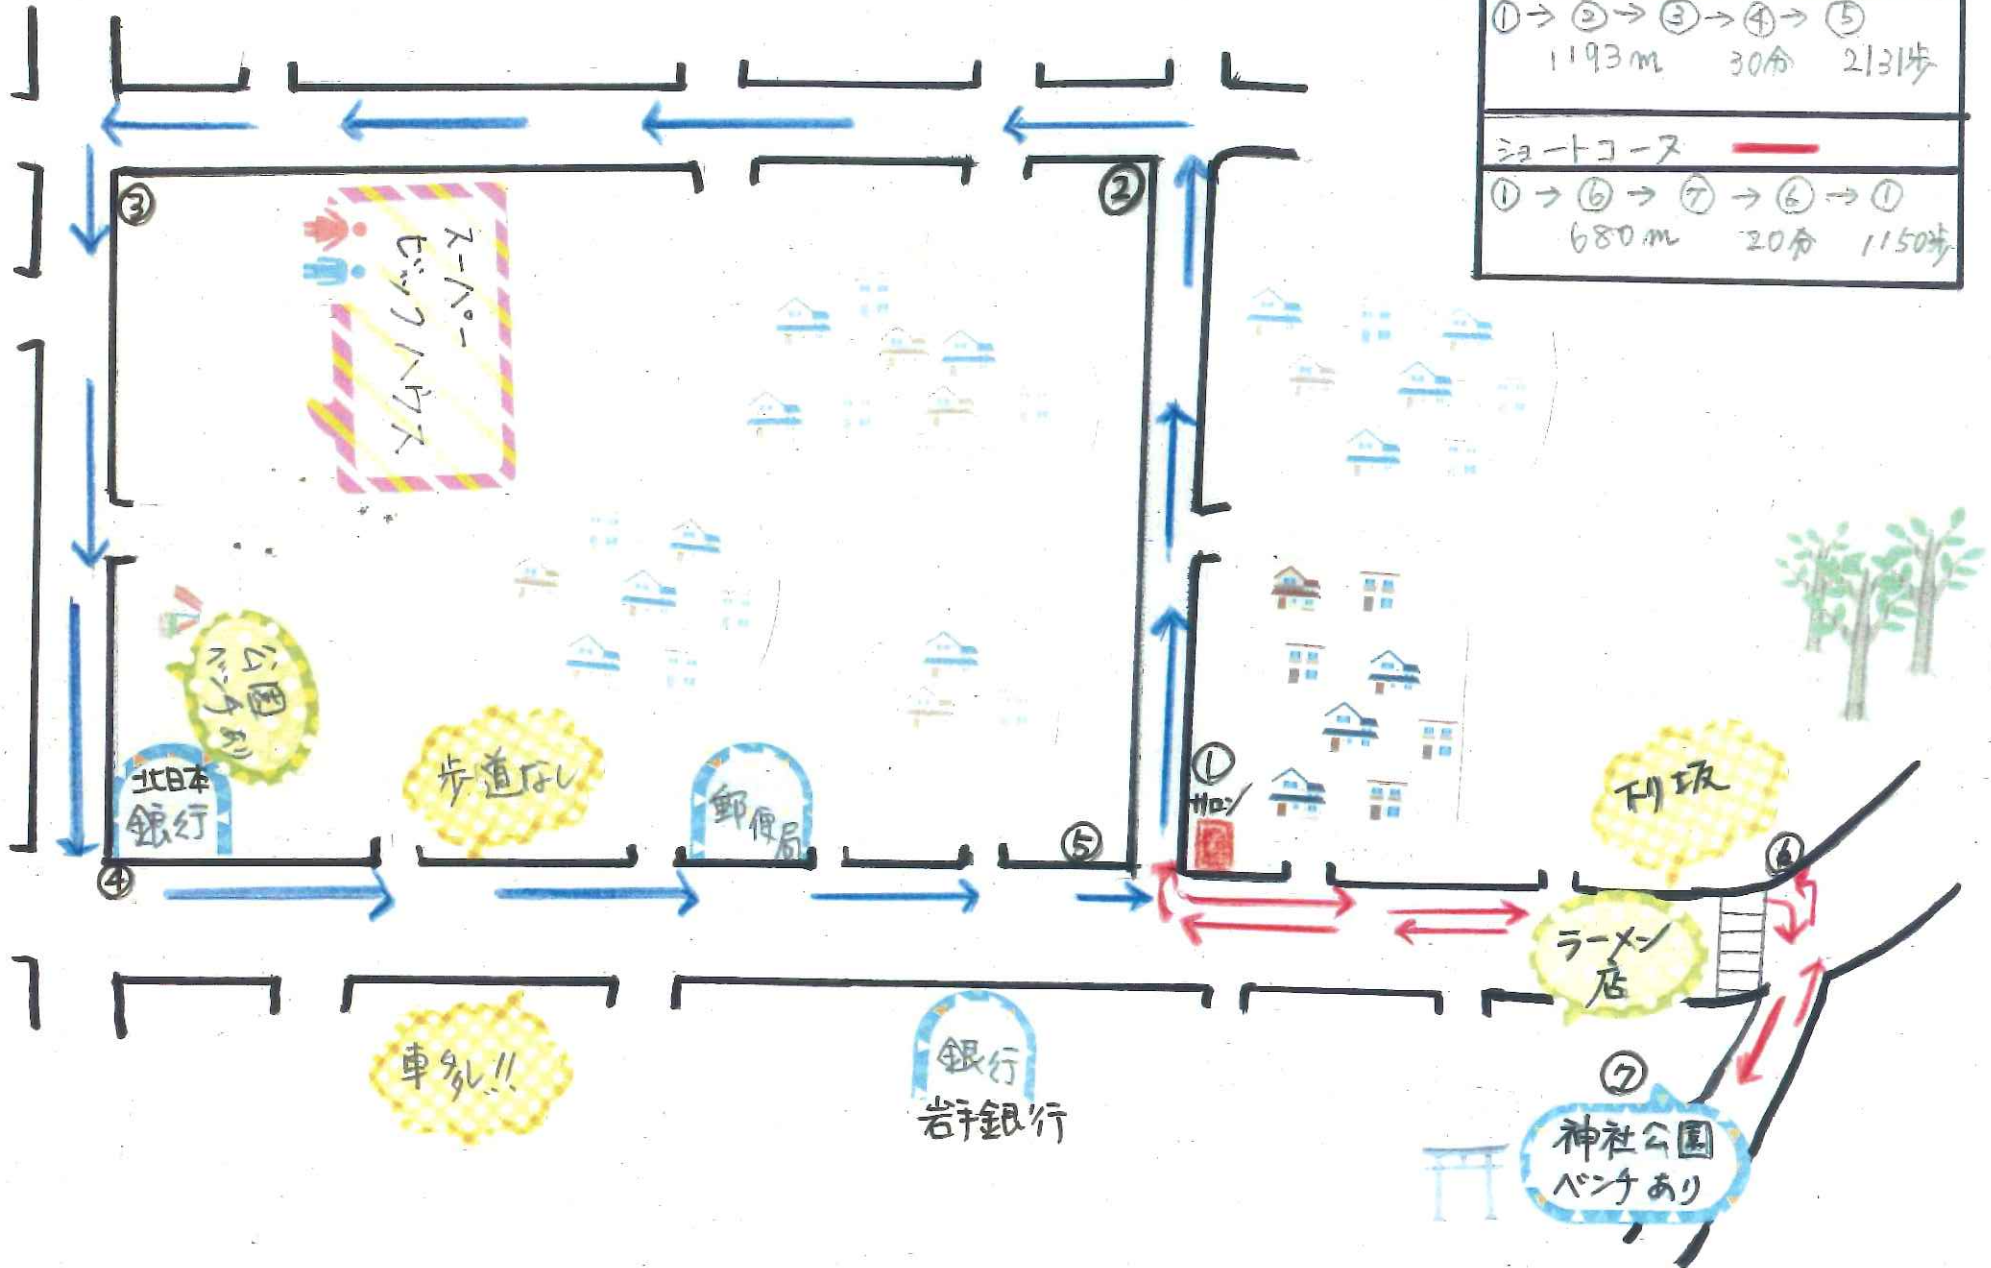 ①→②→③→④→⑤
1193m 30分 2131歩
ショートコース
①→⑥→⑦→⑥→①
680m 20分 1150歩
③
②
スーパー
ビッグハウス
公園
ベンチあり
北日本
銀行
歩道なし
郵便局
①
サロン
⑤
④
下り坂
⑥
ラーメン
店
車多し!!
銀行
岩手銀行
⑦
神社公園
ベンチあり